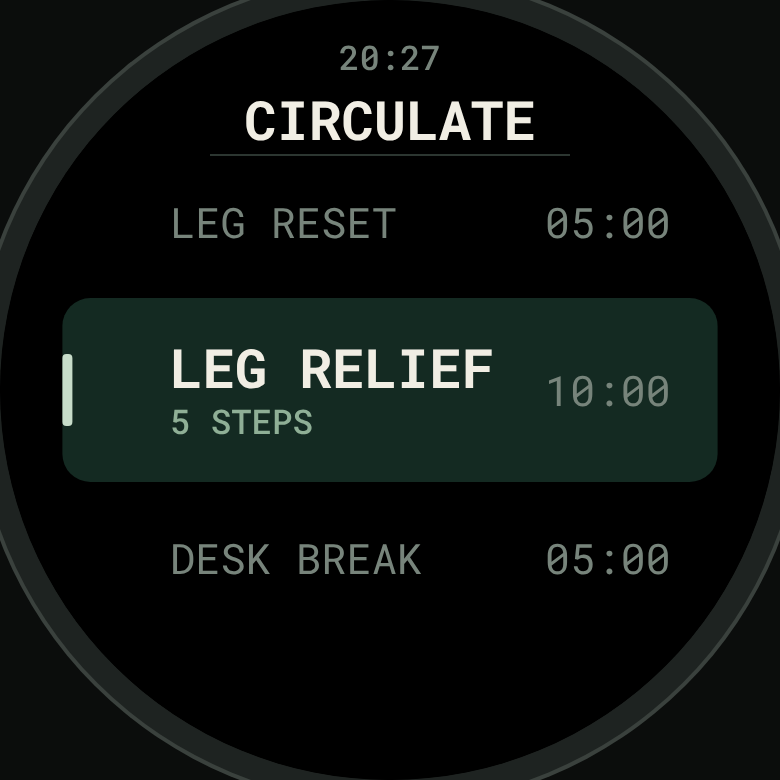 20:27
CIRCULATE
LEG RESET 05:00
LEG RELIEF 10:00
5 STEPS
DESK BREAK 05:00